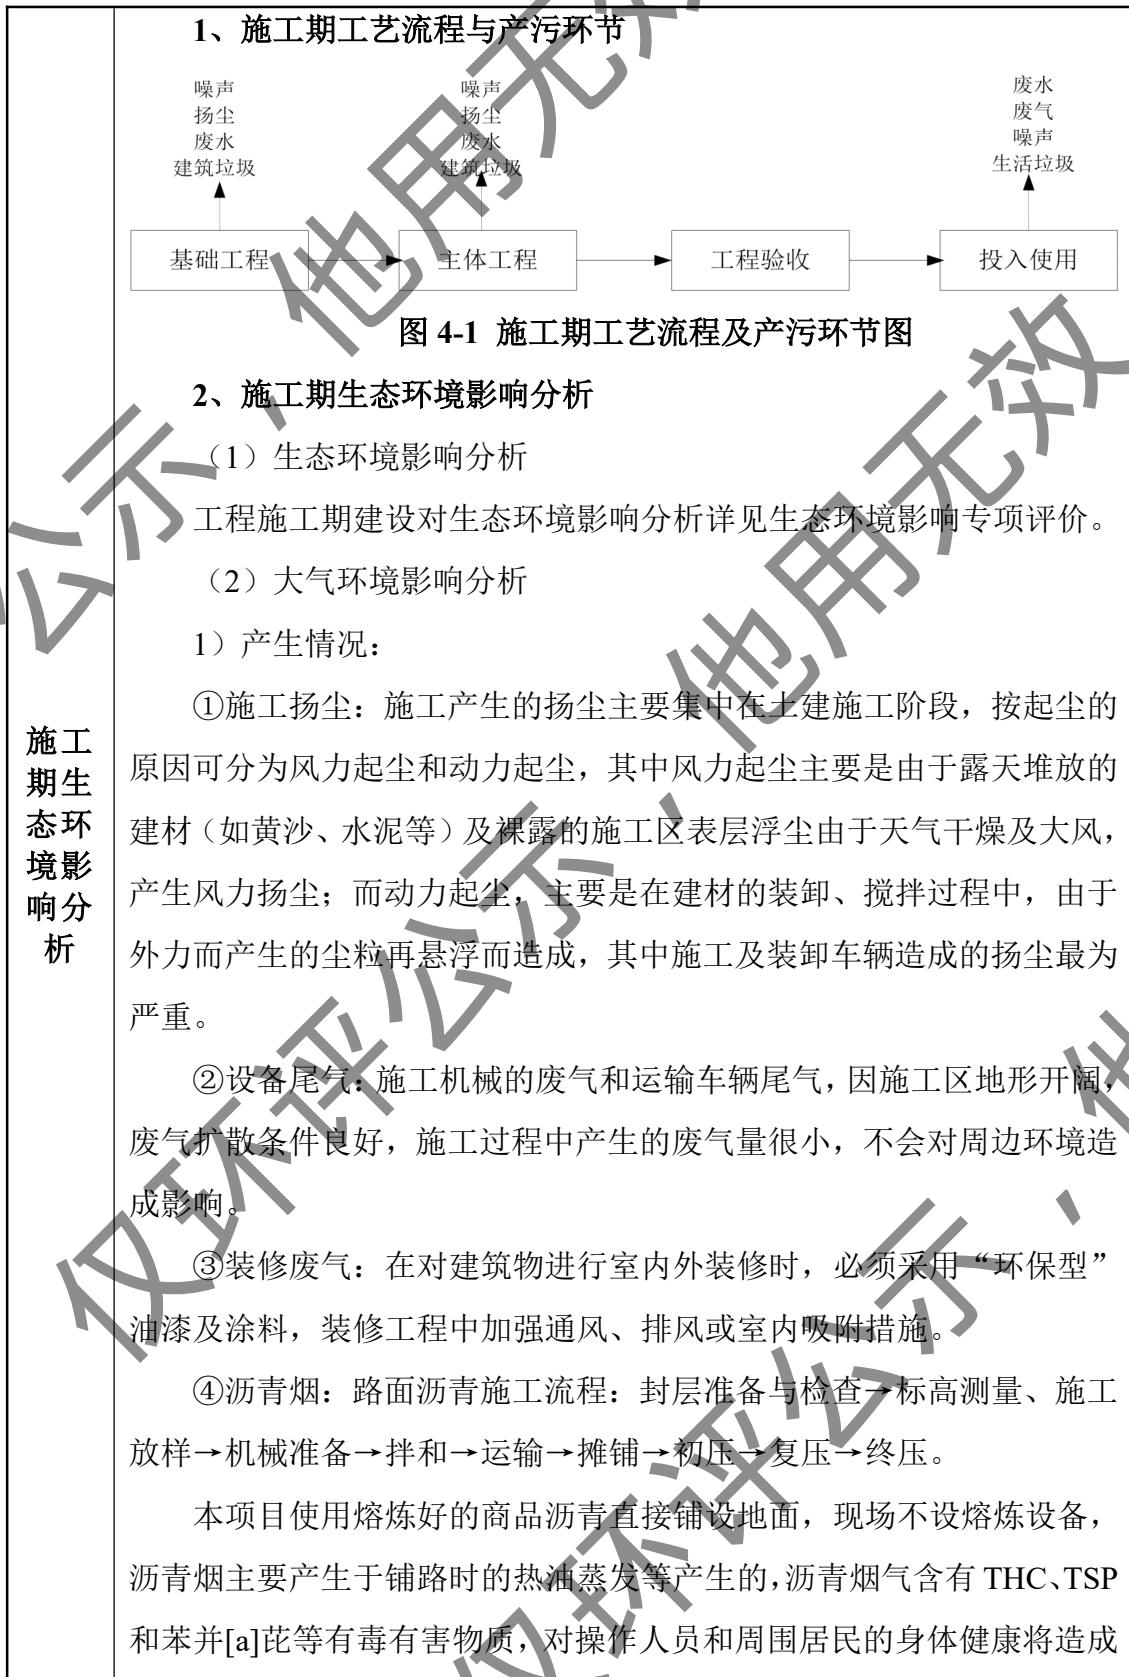 1、施工期工艺流程与产污环节
噪声
扬尘
废水
建筑垃圾
噪声
扬尘
废水
建筑垃圾
废水
废气
噪声
生活垃圾
基础工程
主体工程
工程验收
投入使用
图 4-1 施工期工艺流程及产污环节图
2、施工期生态环境影响分析
（1）生态环境影响分析
工程施工期建设对生态环境影响分析详见生态环境影响专项评价。
（2）大气环境影响分析
1）产生情况：
①施工扬尘：施工产生的扬尘主要集中在土建施工阶段，按起尘的
原因可分为风力起尘和动力起尘，其中风力起尘主要是由于露天堆放的
建材（如黄沙、水泥等）及裸露的施工区表层浮尘由于天气干燥及大风，
产生风力扬尘；而动力起尘，主要是在建材的装卸、搅拌过程中，由于
外力而产生的尘粒再悬浮而造成，其中施工及装卸车辆造成的扬尘最为
严重。
②设备尾气：施工机械的废气和运输车辆尾气，因施工区地形开阔，
废气扩散条件良好，施工过程中产生的废气量很小，不会对周边环境造
成影响。
③装修废气：在对建筑物进行室内外装修时，必须采用“环保型”
油漆及涂料，装修工程中加强通风、排风或室内吸附措施。
④沥青烟：路面沥青施工流程：封层准备与检查→标高测量、施工
放样→机械准备→拌和→运输→摊铺→初压→复压→终压。
本项目使用熔炼好的商品沥青直接铺设地面，现场不设熔炼设备，
沥青烟主要产生于铺路时的热油蒸发等产生的，沥青烟气含有 THC、TSP
和苯并[a]芘等有毒有害物质，对操作人员和周围居民的身体健康将造成
施工
期生
态环
境影
响分
析
仅环评公示，他用无效
仅环评公示，他
公示，他用无效